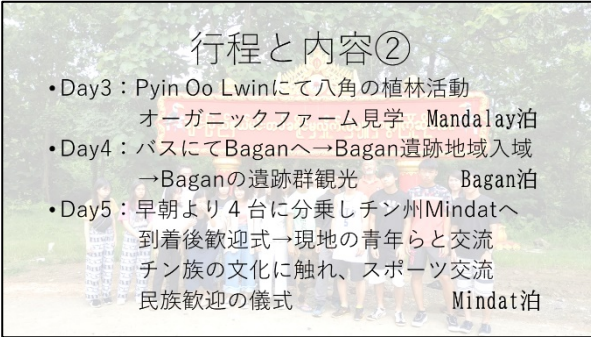 行程と内容②
•Day3：Pyin Oo Lwinにて八角の植林活動
オーガニックファーム見学　Mandalay泊
•Day4：バスにてBaganへ→Bagan遺跡地域入域
→Baganの遺跡群観光　Bagan泊
•Day5：早朝より４台に分乗しチン州Mindatへ
到着後歓迎式→現地の青年らと交流
チン族の文化に触れ、スポーツ交流
民族歓迎の儀式　Mindat泊